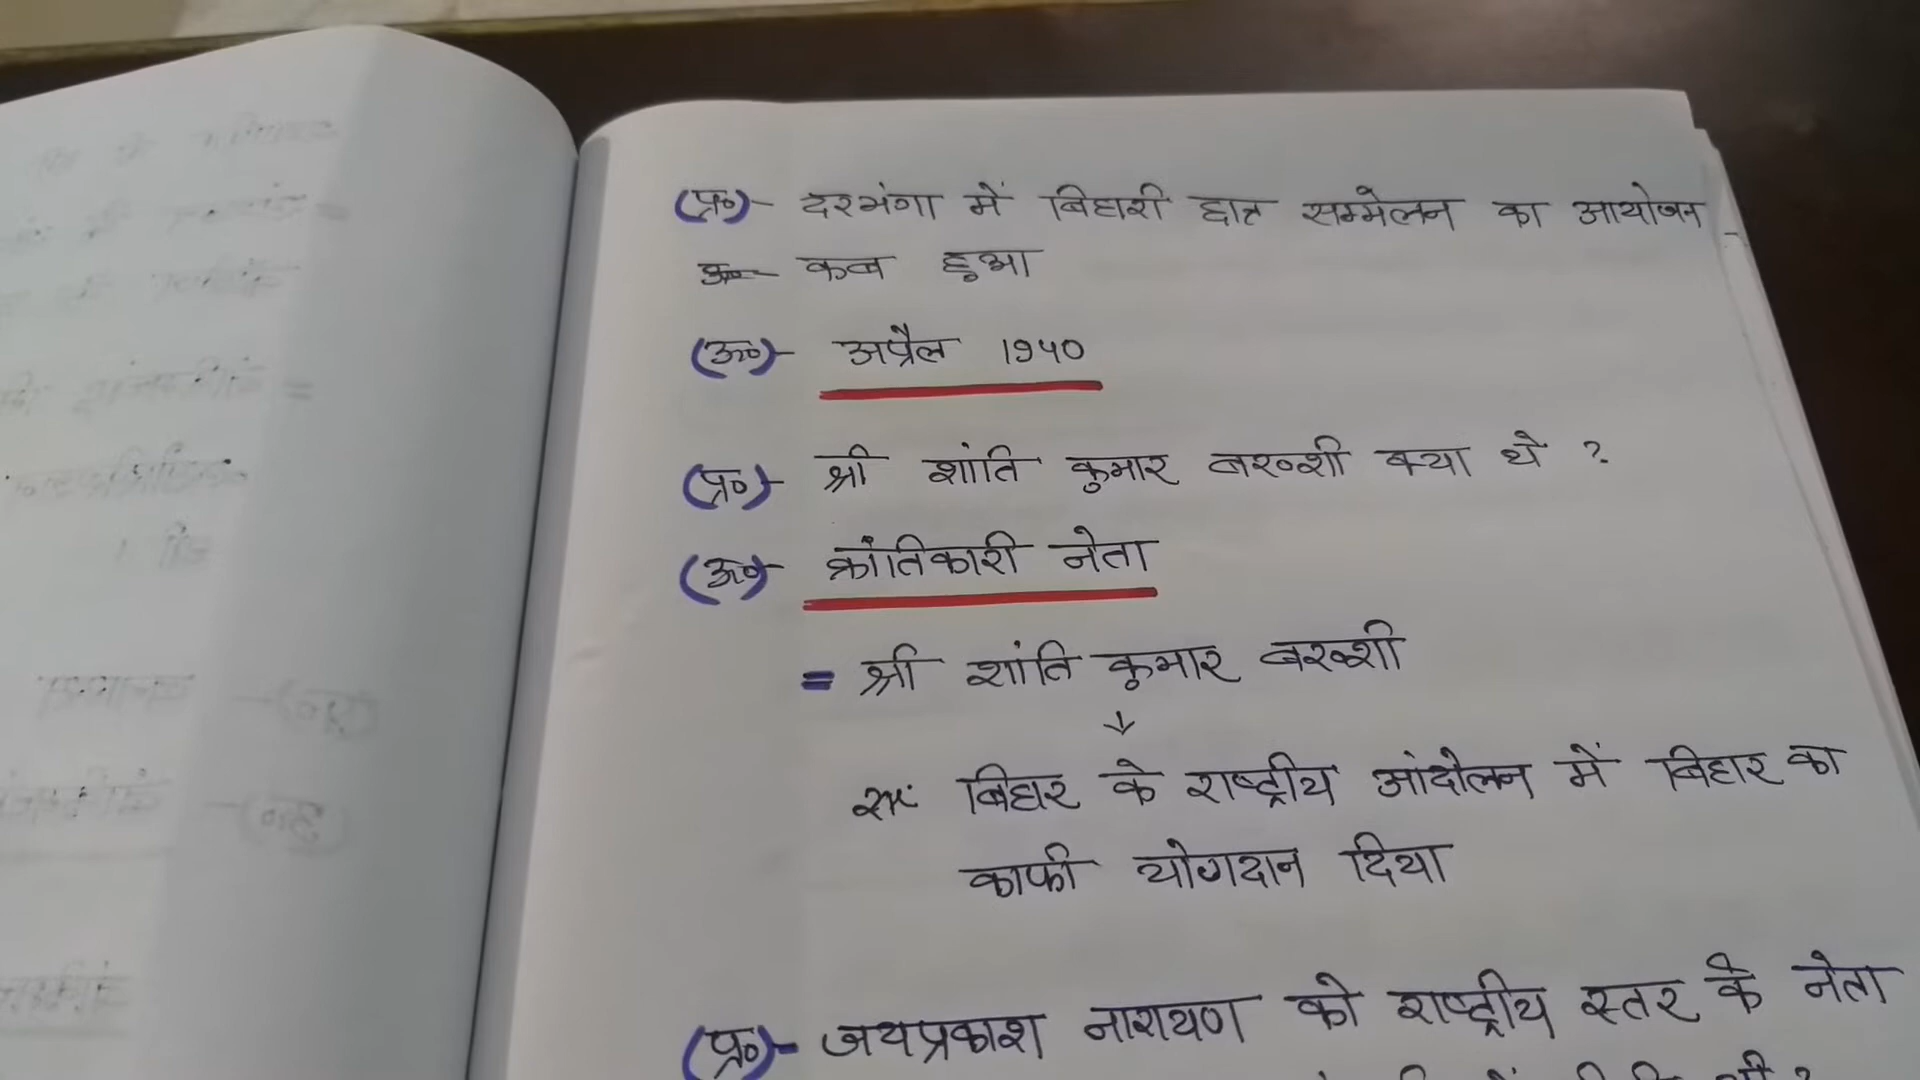 (प्र०)- दरभंगा में बिहारी छात्र सम्मेलन का आयोजन
कब हुआ
(उ०)- अप्रैल 1940
(प्र०)- श्री शांति कुमार बख्शी क्या थे ?
(उ०)- क्रांतिकारी नेता
= श्री शांति कुमार बख्शी
↓
बिहार के राष्ट्रीय आंदोलन में बिहार का
काफी योगदान दिया
(प्र०)- जयप्रकाश नारायण को राष्ट्रीय स्तर के नेता